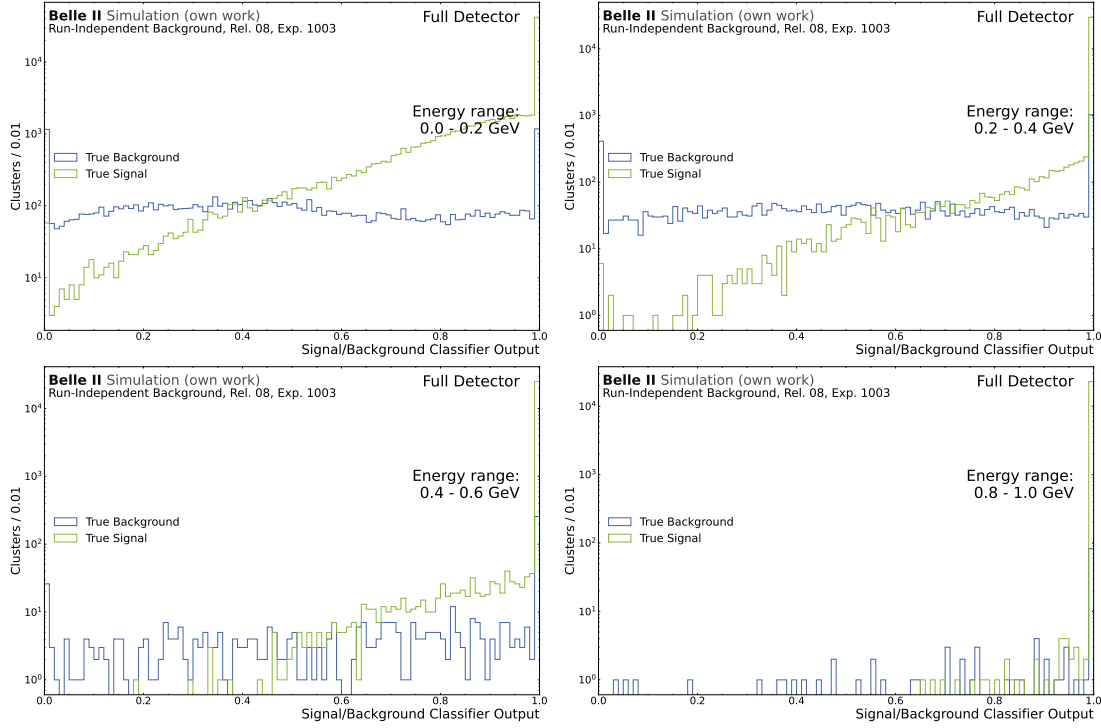 Belle II Simulation (own work)
Full Detector
Run-Independent Background, Rel. 08, Exp. 1003
Energy range:
0.0 - 0.2 GeV
True Background
True Signal
Clusters / 0.01
10^4
10^3
10^2
10^1
0.0 0.2 0.4 0.6 0.8 1.0
Signal/Background Classifier Output
Belle II Simulation (own work)
Full Detector
Run-Independent Background, Rel. 08, Exp. 1003
Energy range:
0.2 - 0.4 GeV
True Background
True Signal
Clusters / 0.01
10^4
10^3
10^2
10^1
10^0
0.0 0.2 0.4 0.6 0.8 1.0
Signal/Background Classifier Output
Belle II Simulation (own work)
Full Detector
Run-Independent Background, Rel. 08, Exp. 1003
Energy range:
0.4 - 0.6 GeV
True Background
True Signal
Clusters / 0.01
10^4
10^3
10^2
10^1
10^0
0.0 0.2 0.4 0.6 0.8 1.0
Signal/Background Classifier Output
Belle II Simulation (own work)
Full Detector
Run-Independent Background, Rel. 08, Exp. 1003
Energy range:
0.8 - 1.0 GeV
True Background
True Signal
Clusters / 0.01
10^4
10^3
10^2
10^1
10^0
0.0 0.2 0.4 0.6 0.8 1.0
Signal/Background Classifier Output